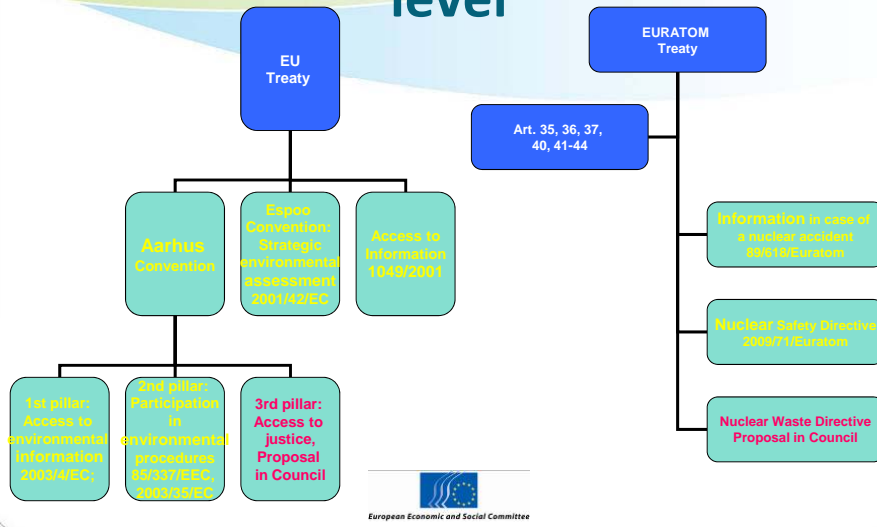 level
EU
Treaty
EURATOM
Treaty
Art. 35, 36, 37,
40, 41-44
Aarhus
Convention
Espoo
Convention:
Strategic
environmental
assessment
2001/42/EC
Access to
Information
1049/2001
Information in case of
a nuclear accident
89/618/Euratom
Nuclear Safety Directive
2009/71/Euratom
Nuclear Waste Directive
Proposal in Council
1st pillar:
Access to
environmental
information
2003/4/EC;
2nd pillar:
Participation
in
environmental
procedures
85/337/EEC,
2003/35/EC
3rd pillar:
Access to
justice,
Proposal
in Council
European Economic and Social Committee